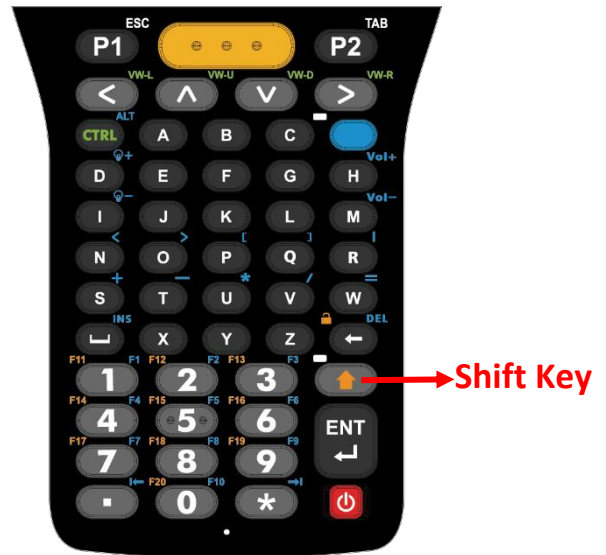 ESC TAB
P1 P2
VW-L VW-U VW-D VW-R
< ∧ ∨ >
ALT
CTRL A B C
+ Vol+
D E F G H
− Vol−
I J K L M
< > [ ] |
N O P Q R
+ − * / =
S T U V W
INS DEL
X Y Z ←
F11 F1 F12 F2 F13 F3
1 2 3 Shift Key
F14 F4 F15 F5 F16 F6
4 5 6 ENT
F17 F7 F18 F8 F19 F9
7 8 9
|← F20 F10 →|
. 0 *